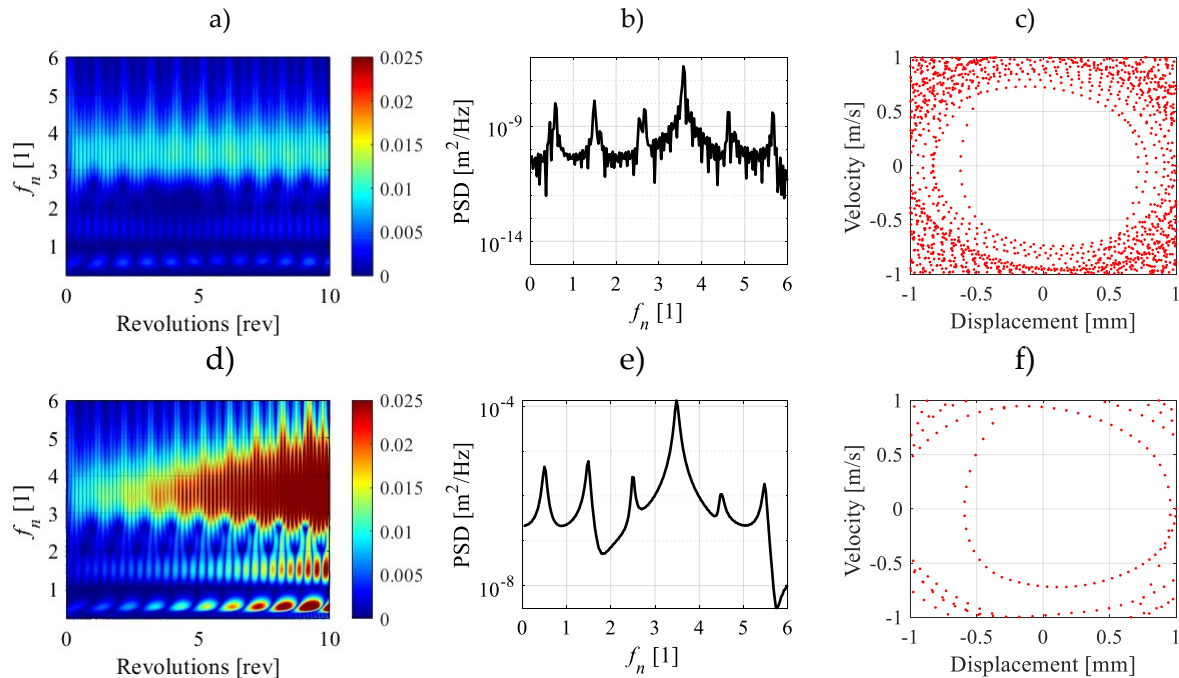 a)
b)
c)
6
5
4
3
2
1
f_n [1]
0
5
10
Revolutions [rev]
0.025
0.02
0.015
0.01
0.005
0
10^-9
10^-14
PSD [m^2/Hz]
0 1 2 3 4 5 6
f_n [1]
1
0.5
0
-0.5
-1
Velocity [m/s]
-1 -0.5 0 0.5 1
Displacement [mm]
d)
e)
f)
6
5
4
3
2
1
f_n [1]
0
5
10
Revolutions [rev]
0.025
0.02
0.015
0.01
0.005
0
10^-4
10^-8
PSD [m^2/Hz]
0 1 2 3 4 5 6
f_n [1]
1
0.5
0
-0.5
-1
Velocity [m/s]
-1 -0.5 0 0.5 1
Displacement [mm]